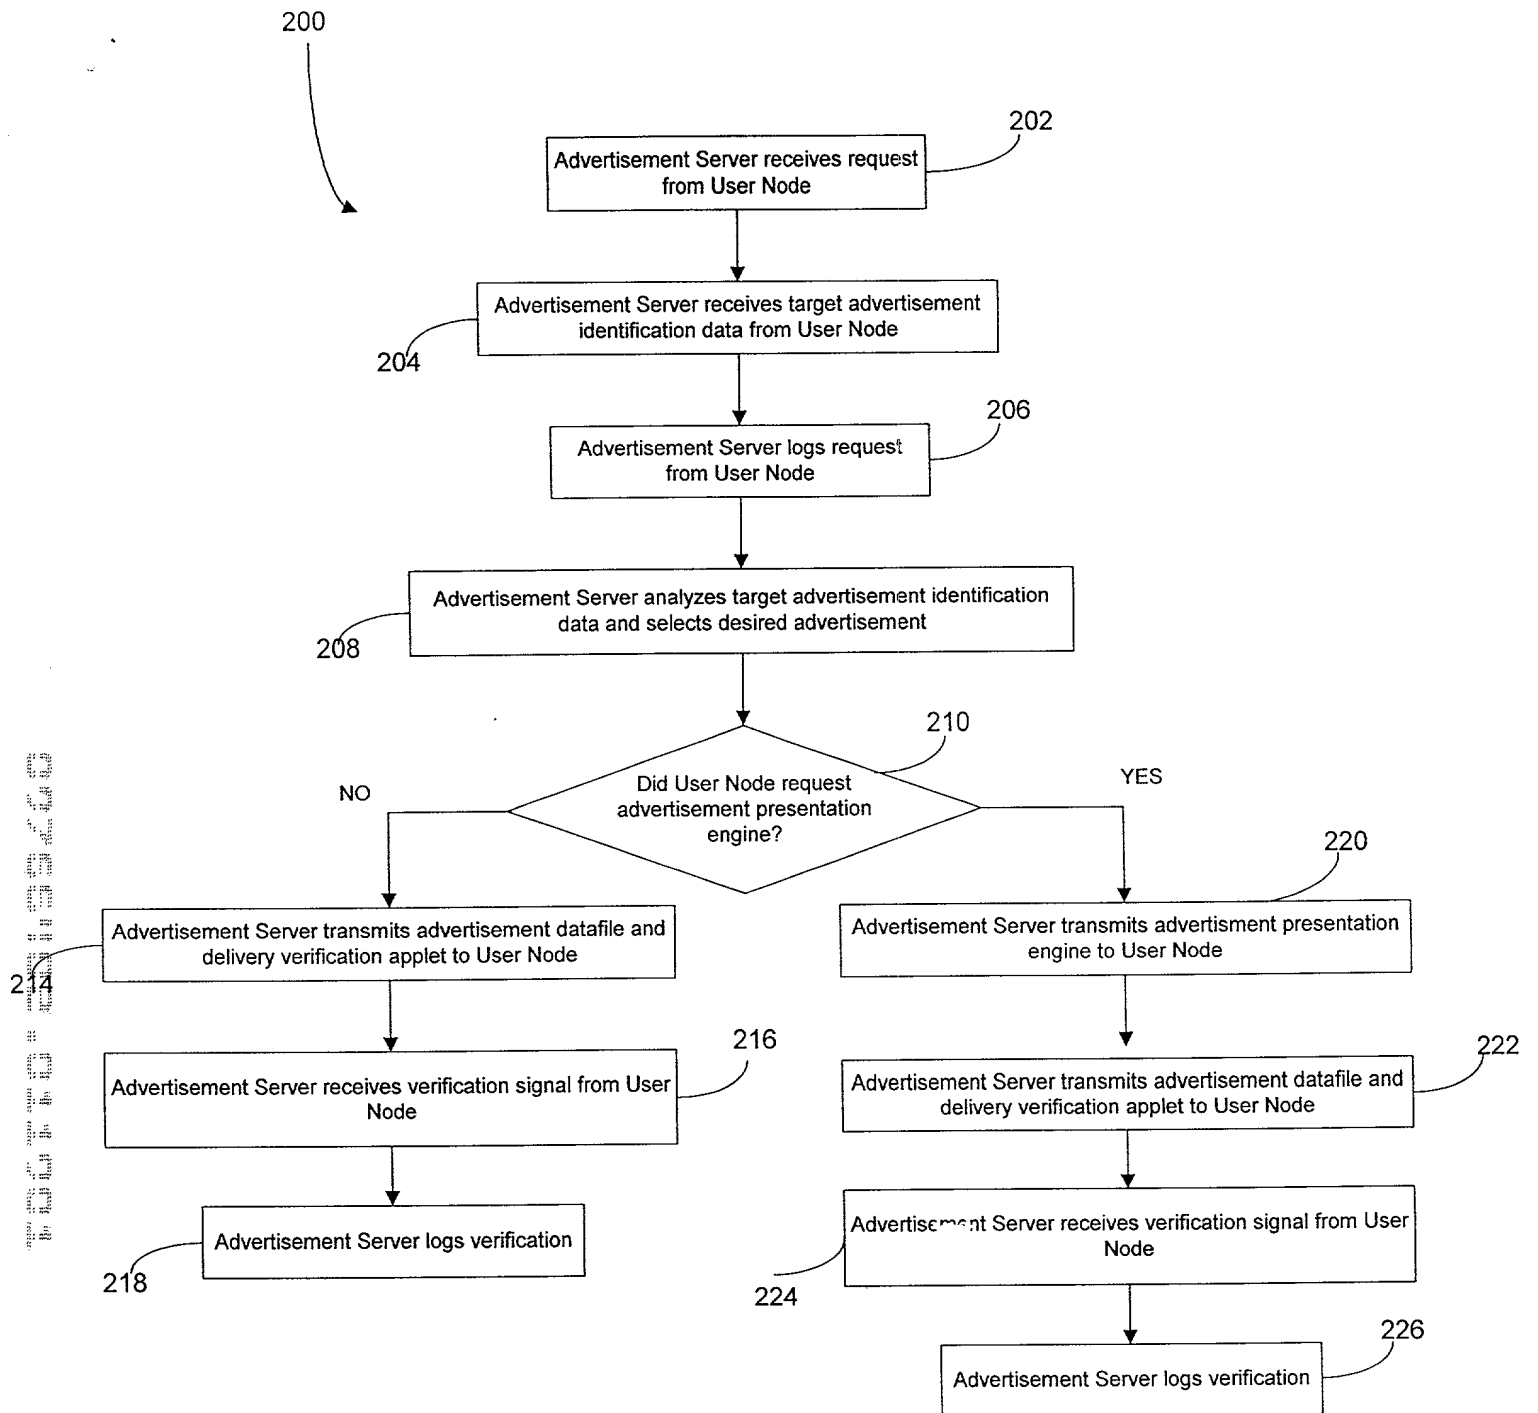 200
202
Advertisement Server receives request
from User Node
Advertisement Server receives target advertisement
identification data from User Node
204
206
Advertisement Server logs request
from User Node
Advertisement Server analyzes target advertisement identification
data and selects desired advertisement
208
210
Did User Node request
advertisement presentation
engine?
NO
YES
220
Advertisement Server transmits advertisement datafile and
delivery verification applet to User Node
214
Advertisement Server transmits advertisment presentation
engine to User Node
216
Advertisement Server receives verification signal from User
Node
222
Advertisement Server transmits advertisement datafile and
delivery verification applet to User Node
Advertisement Server logs verification
218
Advertisement Server receives verification signal from User
Node
224
226
Advertisement Server logs verification